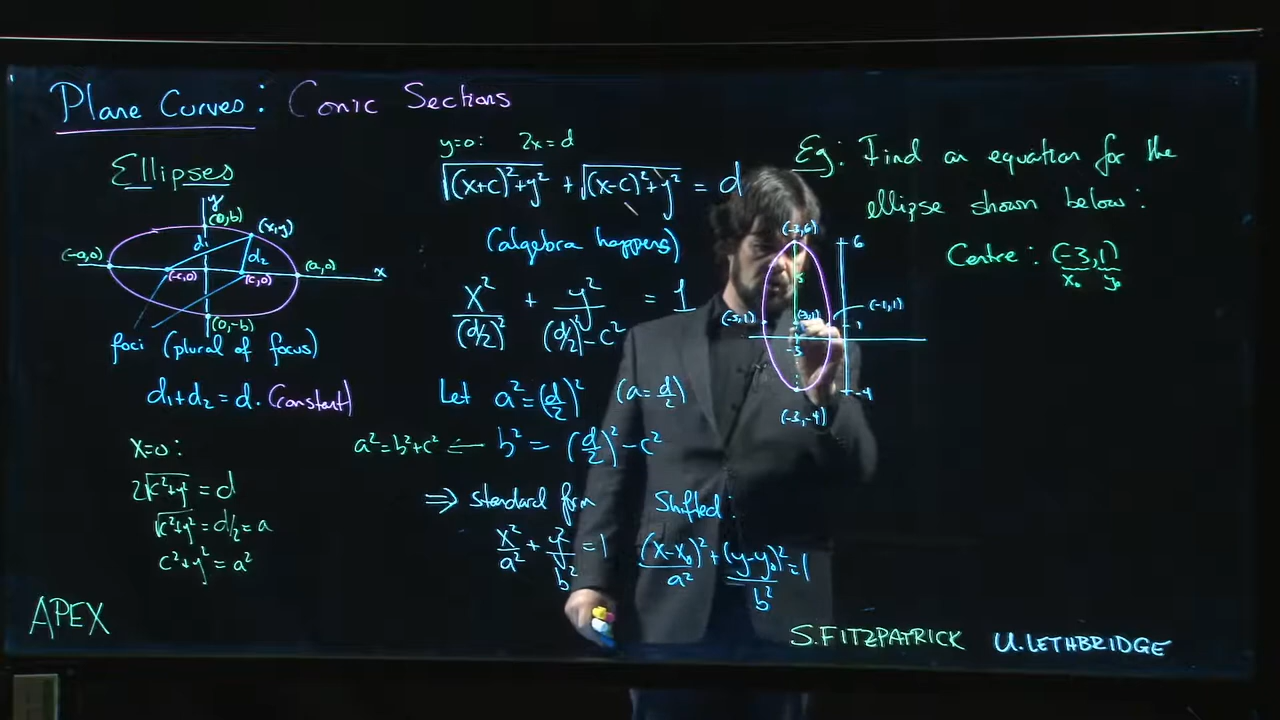 Plane Curves: Conic Sections
Ellipses
y
(0,b)
(x,y)
d₁
d₂
(-a,0)
(-c,0)
(c,0)
(a,0)
x
(0,-b)
foci (plural of focus)
d₁+d₂ = d. (constant)
x=0:
2√c²+y² = d
√c²+y² = d/2 = a
c²+y² = a²
APEX
y=0: 2x=d
√(x+c)²+y² + √(x-c)²+y² = d
(algebra happens)
x²/(d/2)² + y²/(d/2)²-c² = 1
Let a² = (d/2)² (a = d/2)
a²=b²+c² ⇐ b² = (d/2)² - c²
⇒ standard form
x²/a² + y²/b² = 1
Shifted:
(x-x₀)²/a² + (y-y₀)²/b² = 1
Eg: Find an equation for the
ellipse shown below:
(-3,6)
6
5
(-5,1)
(-1,1)
1
-3
-4
(-3,-4)
Centre: (-3,1)
x₀ y₀
S.FITZPATRICK U.LETHBRIDGE